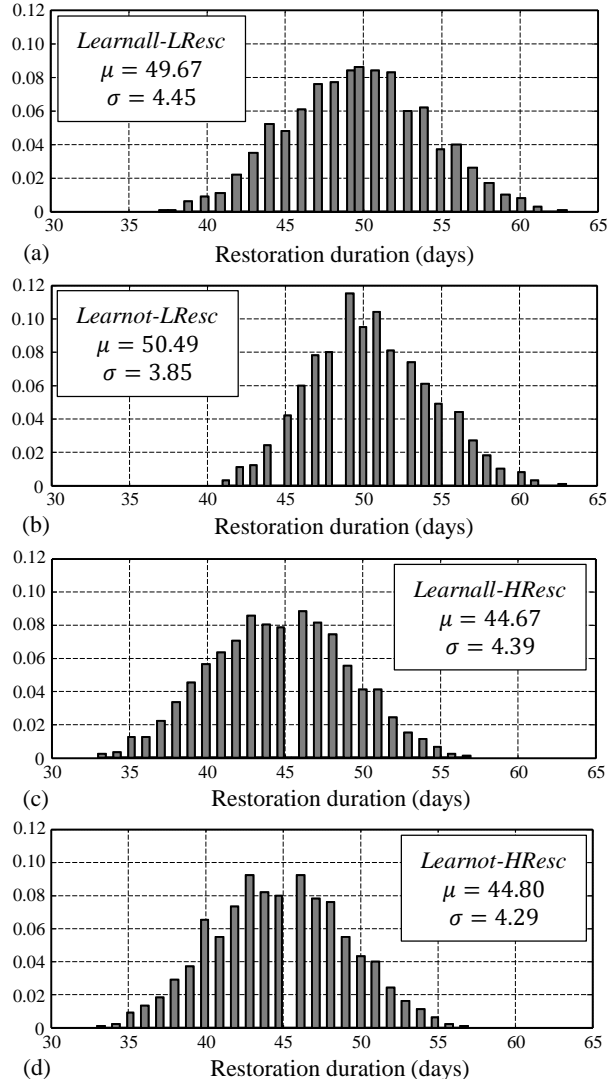 0.12
0.10
0.08
0.06
0.04
0.02
0
Learnall-LResc
μ = 49.67
σ = 4.45
30 35 40 45 50 55 60 65
(a) Restoration duration (days)
0.12
0.10
0.08
0.06
0.04
0.02
0
Learnot-LResc
μ = 50.49
σ = 3.85
30 35 40 45 50 55 60 65
(b) Restoration duration (days)
0.12
0.10
0.08
0.06
0.04
0.02
0
Learnall-HResc
μ = 44.67
σ = 4.39
30 35 40 45 50 55 60 65
(c) Restoration duration (days)
0.12
0.10
0.08
0.06
0.04
0.02
0
Learnot-HResc
μ = 44.80
σ = 4.29
30 35 40 45 50 55 60 65
(d) Restoration duration (days)